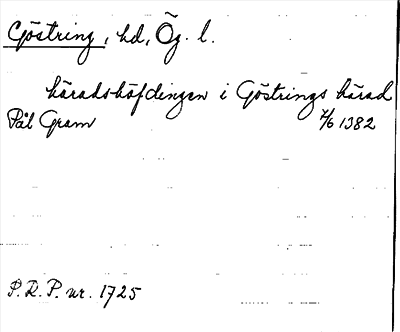 Göstring, hd, Ög. l.
häradshöfdingen i Göstrings härad
Pål Gram 7/6 1382
P.R.P. nr. 1725